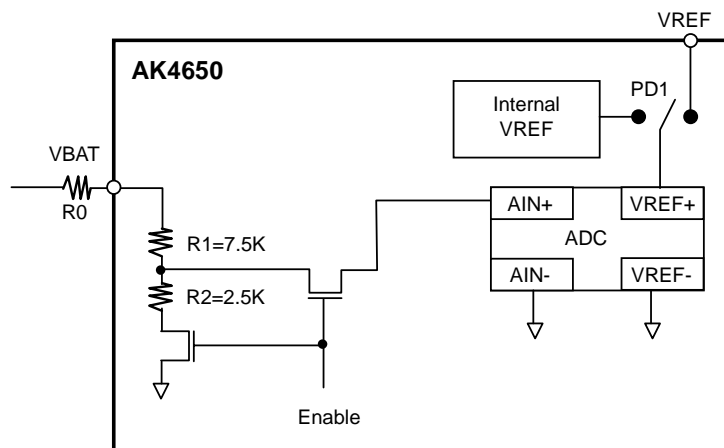 VREF
AK4650
PD1
Internal
VREF
VBAT
R0
AIN+
VREF+
R1=7.5K
ADC
AIN-
VREF-
R2=2.5K
Enable